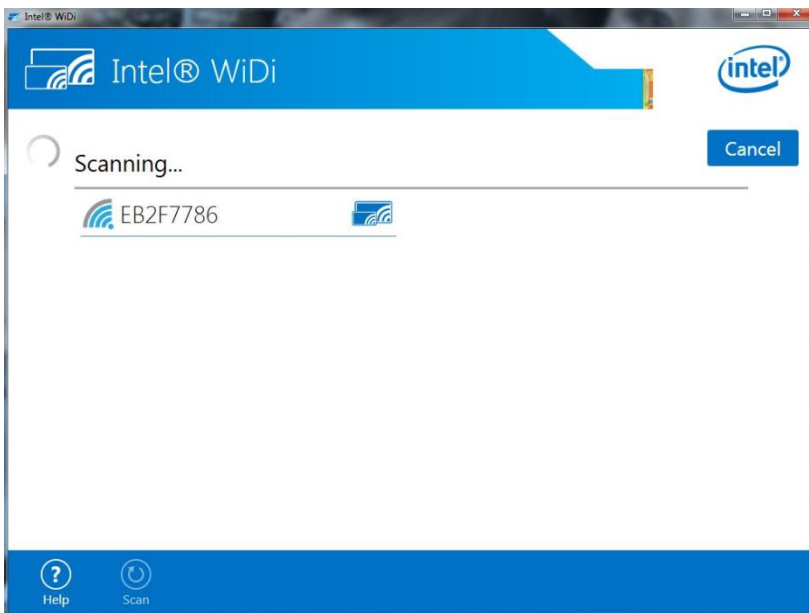 Intel® WiDi
Intel® WiDi
intel
Cancel
Scanning...
EB2F7786
?
Help
Scan